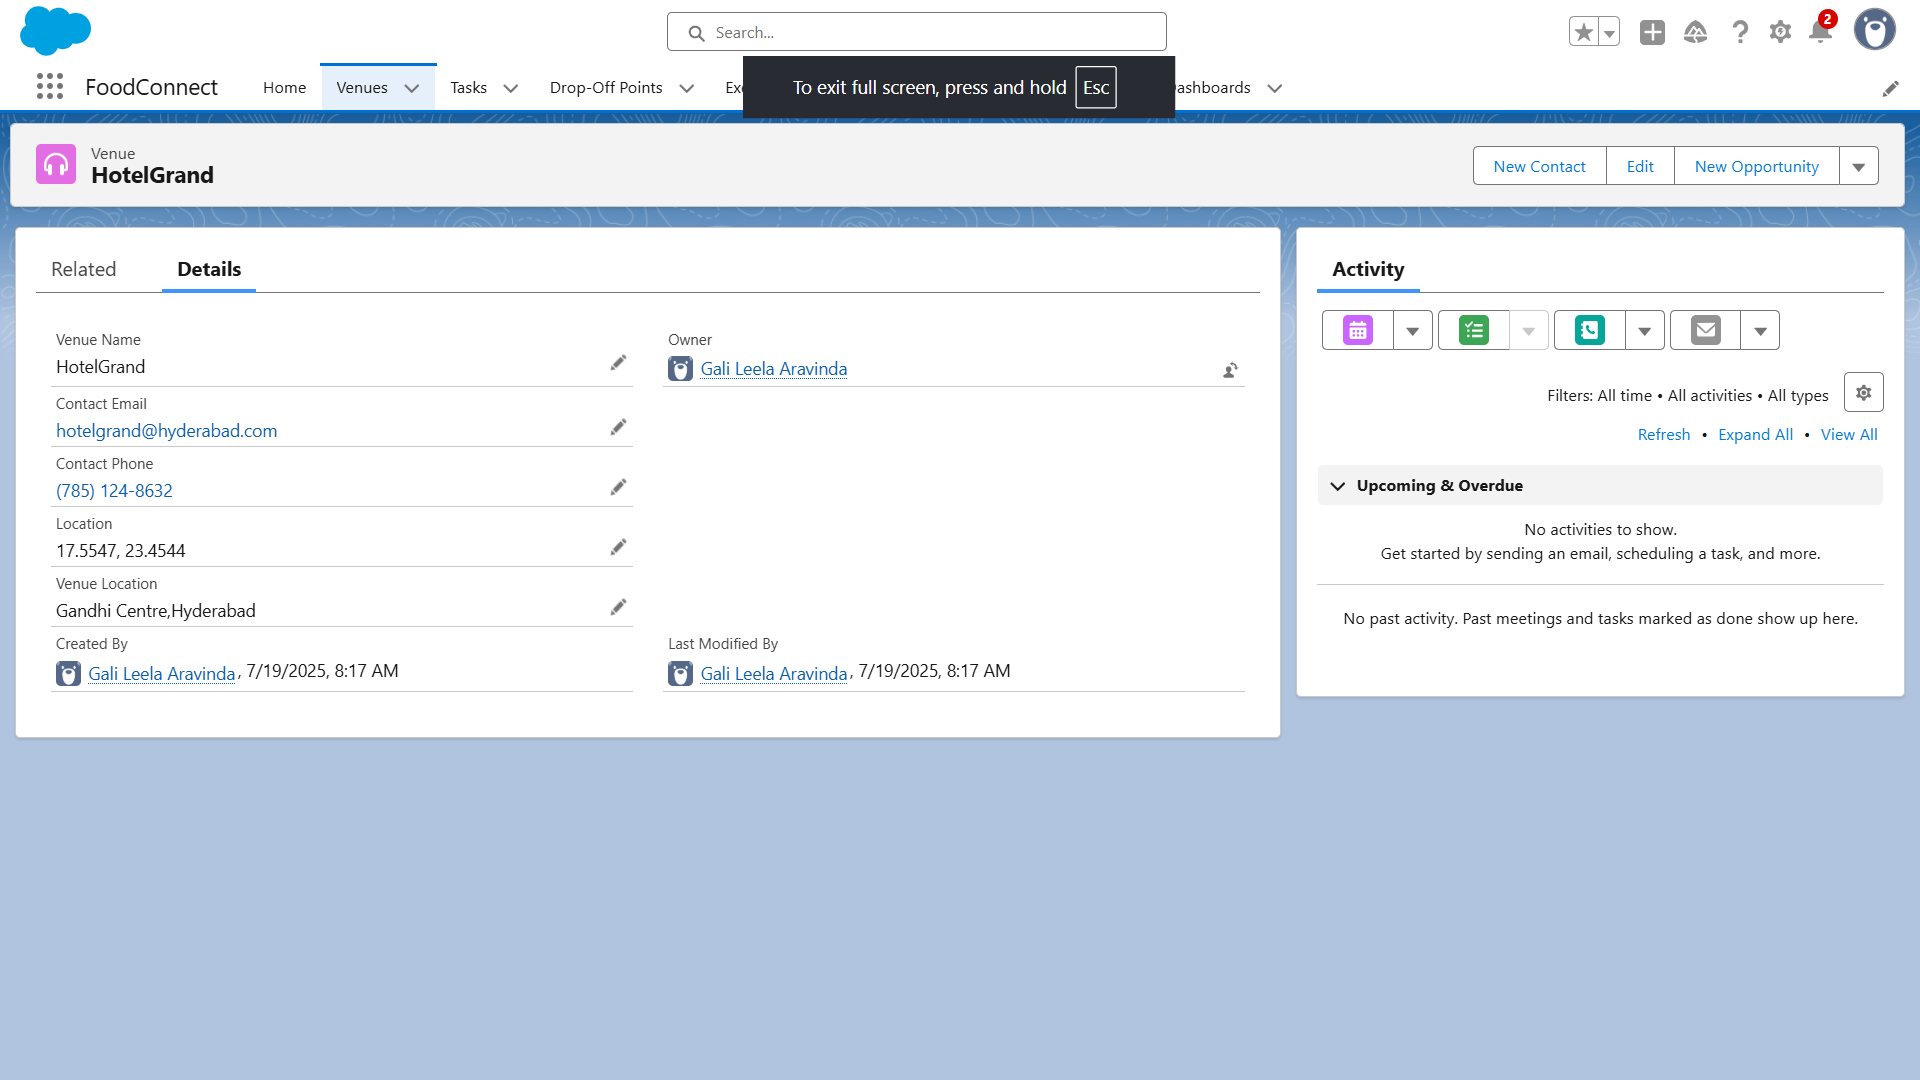 Search...
2
FoodConnect
Home
Venues
Tasks
Drop-Off Points
To exit full screen, press and hold Esc
Venue
HotelGrand
New Contact
Edit
New Opportunity
Related
Details
Venue Name
HotelGrand
Owner
Gali Leela Aravinda
Contact Email
hotelgrand@hyderabad.com
Contact Phone
(785) 124-8632
Location
17.5547, 23.4544
Venue Location
Gandhi Centre,Hyderabad
Created By
Gali Leela Aravinda, 7/19/2025, 8:17 AM
Last Modified By
Gali Leela Aravinda, 7/19/2025, 8:17 AM
Activity
Filters: All time • All activities • All types
Refresh • Expand All • View All
Upcoming & Overdue
No activities to show.
Get started by sending an email, scheduling a task, and more.
No past activity. Past meetings and tasks marked as done show up here.